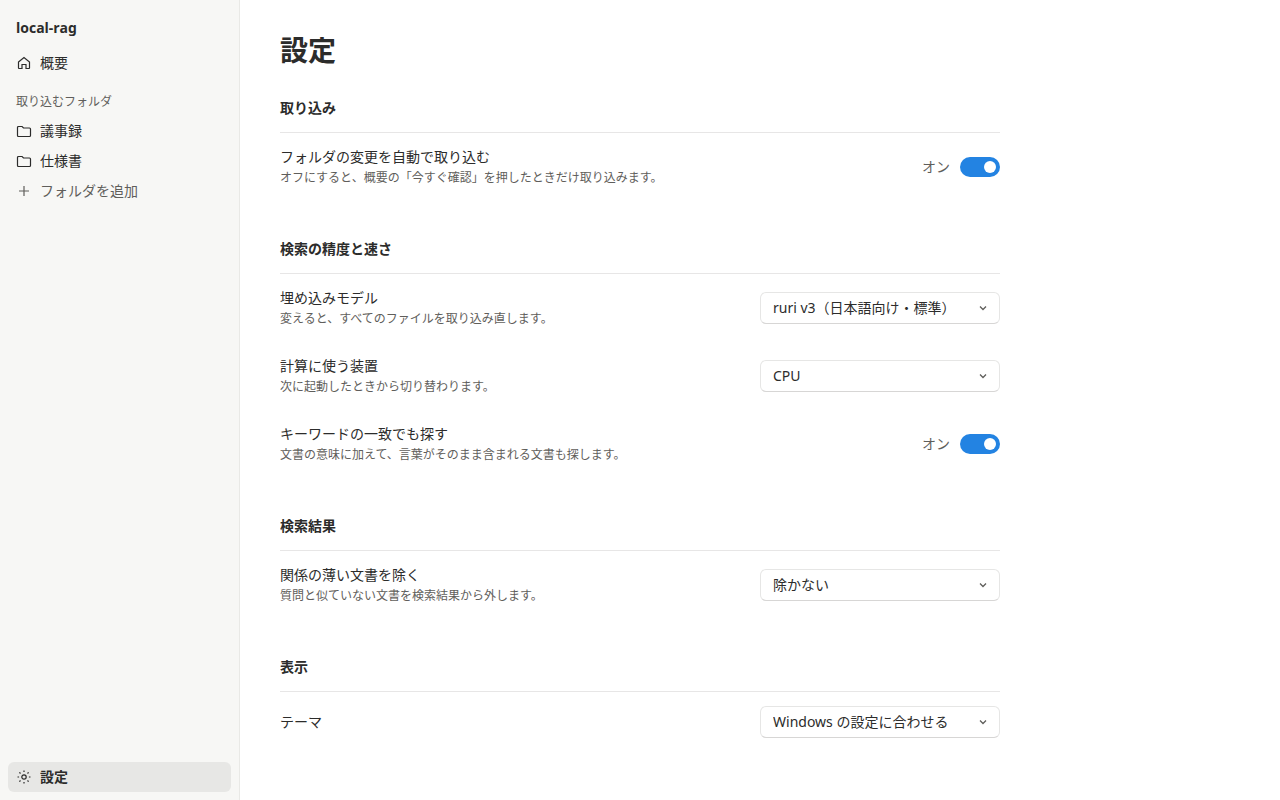 local-rag
概要
取り込むフォルダ
議事録
仕様書
フォルダを追加
設定
設定
取り込み
フォルダの変更を自動で取り込む
オフにすると、概要の「今すぐ確認」を押したときだけ取り込みます。
オン
検索の精度と速さ
埋め込みモデル
変えると、すべてのファイルを取り込み直します。
ruri v3（日本語向け・標準）
計算に使う装置
次に起動したときから切り替わります。
CPU
キーワードの一致でも探す
文書の意味に加えて、言葉がそのまま含まれる文書も探します。
オン
検索結果
関係の薄い文書を除く
質問と似ていない文書を検索結果から外します。
除かない
表示
テーマ
Windows の設定に合わせる